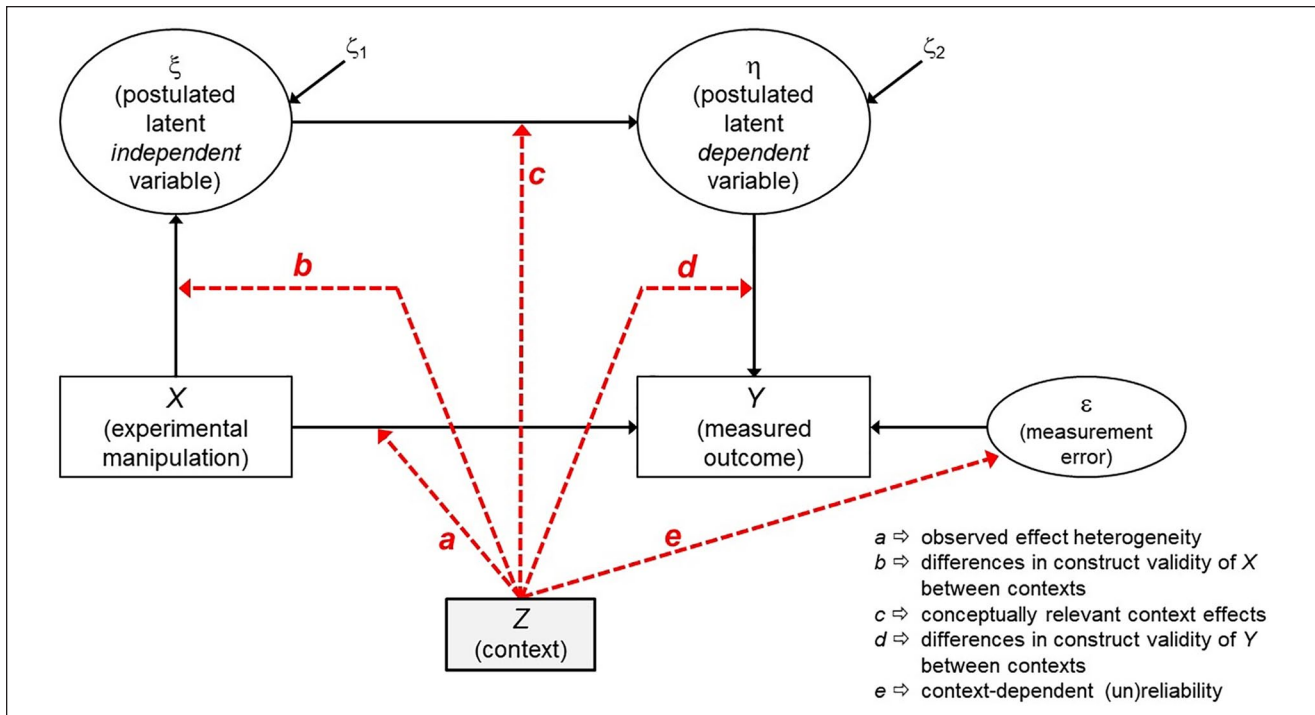 ξ
(postulated
latent
independent
variable)
ζ1
η
(postulated
latent
dependent
variable)
ζ2
c
b
d
X
(experimental
manipulation)
Y
(measured
outcome)
ε
(measurement
error)
a
e
Z
(context)
a ⇨ observed effect heterogeneity
b ⇨ differences in construct validity of X
between contexts
c ⇨ conceptually relevant context effects
d ⇨ differences in construct validity of Y
between contexts
e ⇨ context-dependent (un)reliability